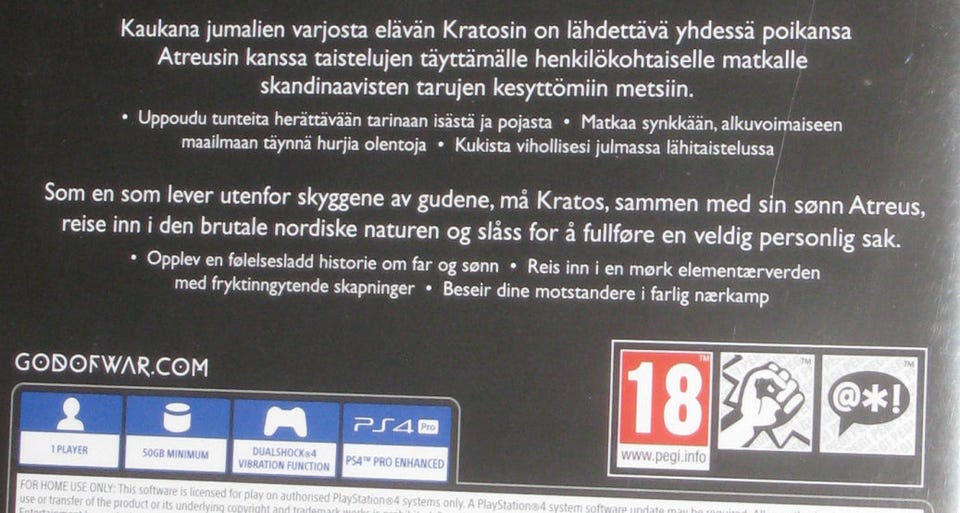 Kaukana jumalien varjosta elävän Kratosin on lähdettävä yhdessä poikansa
Atreusin kanssa taistelujen täyttämälle henkilökohtaiselle matkalle
skandinaavisten tarujen kesyttömiin metsiin.
• Uppoudu tunteita herättävään tarinaan isästä ja pojasta • Matkaa synkkään, alkuvoimaiseen
maailmaan täynnä hurjia olentoja • Kukista vihollisesi julmassa lähitaistelussa
Som en som lever utenfor skyggene av gudene, må Kratos, sammen med sin sønn Atreus,
reise inn i den brutale nordiske naturen og slåss for å fullføre en veldig personlig sak.
• Opplev en følelsesladd historie om far og sønn • Reis inn i en mørk elementærverden
med fryktinngytende skapninger • Beseir dine motstandere i farlig nærkamp
GODOFWAR.COM
1 PLAYER
50GB MINIMUM
DUALSHOCK®4
VIBRATION FUNCTION
PS4 Pro
PS4™ PRO ENHANCED
18 ™
www.pegi.info
™
@*! ™
FOR HOME USE ONLY: This software is licensed for play on authorised PlayStation®4 systems only. A PlayStation®4 system software update may be required.
use or transfer of the product or its underlying copyright and trademark works is